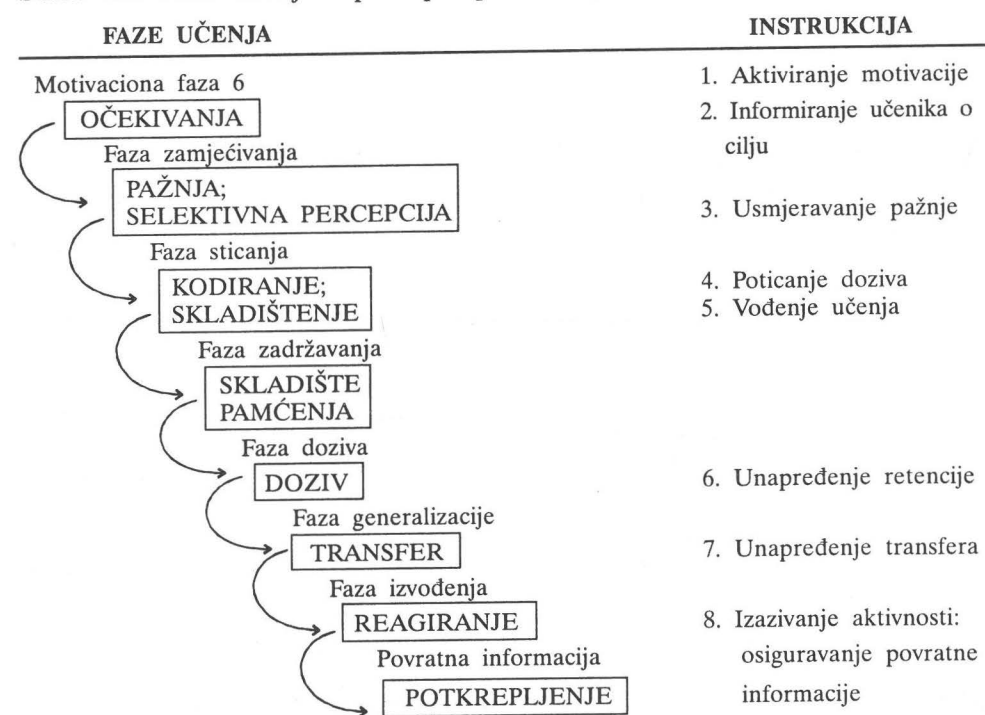 FAZE UČENJA
INSTRUKCIJA
Motivaciona faza 6
OČEKIVANJA
Faza zamjećivanja
PAŽNJA;
SELEKTIVNA PERCEPCIJA
Faza sticanja
KODIRANJE;
SKLADIŠTENJE
Faza zadržavanja
SKLADIŠTE
PAMĆENJA
Faza doziva
DOZIV
Faza generalizacije
TRANSFER
Faza izvođenja
REAGIRANJE
Povratna informacija
POTKREPLJENJE
1. Aktiviranje motivacije
2. Informiranje učenika o
cilju
3. Usmjeravanje pažnje
4. Poticanje doziva
5. Vođenje učenja
6. Unapređenje retencije
7. Unapređenje transfera
8. Izazivanje aktivnosti:
osiguravanje povratne
informacije